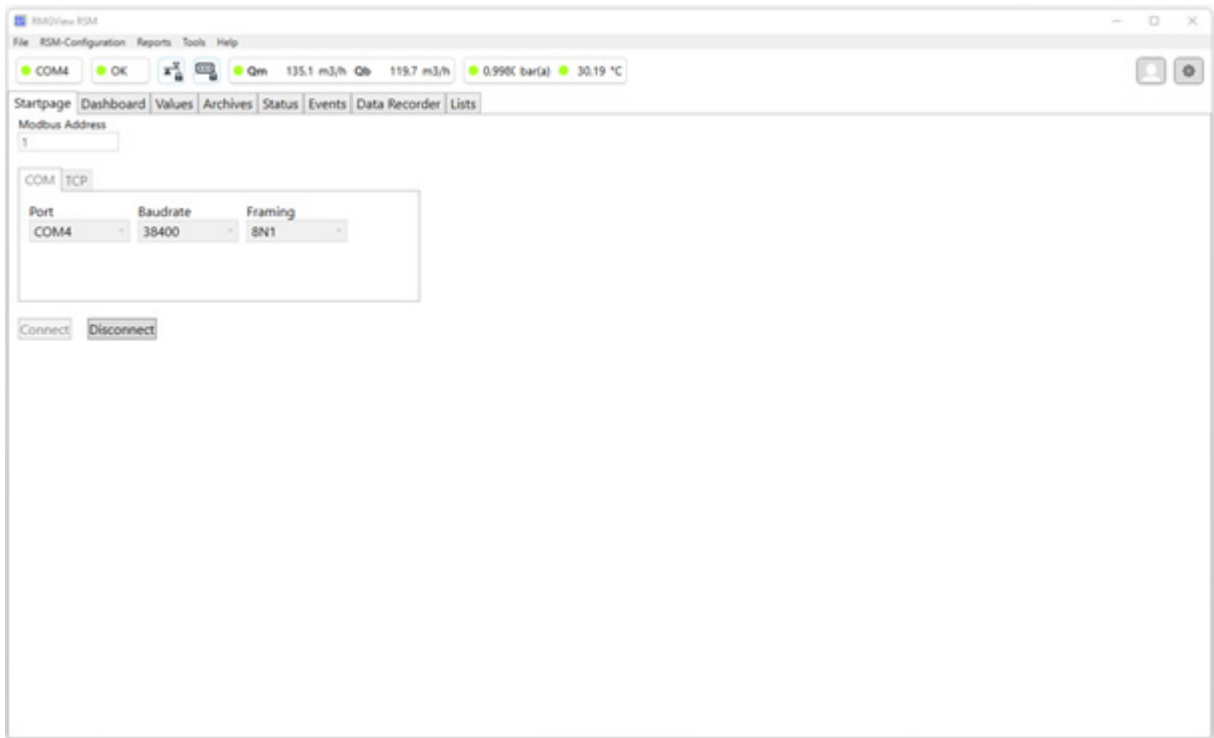 RMGView RSM
File RSM-Configuration Reports Tools Help
COM4 OK Qm 135.1 m3/h Qb 119.7 m3/h bar(a) 30.19 °C
Startpage Dashboard Values Archives Status Events Data Recorder Lists
Modbus Address
1
COM TCP
Port Baudrate Framing
COM4 38400 8N1
Connect Disconnect